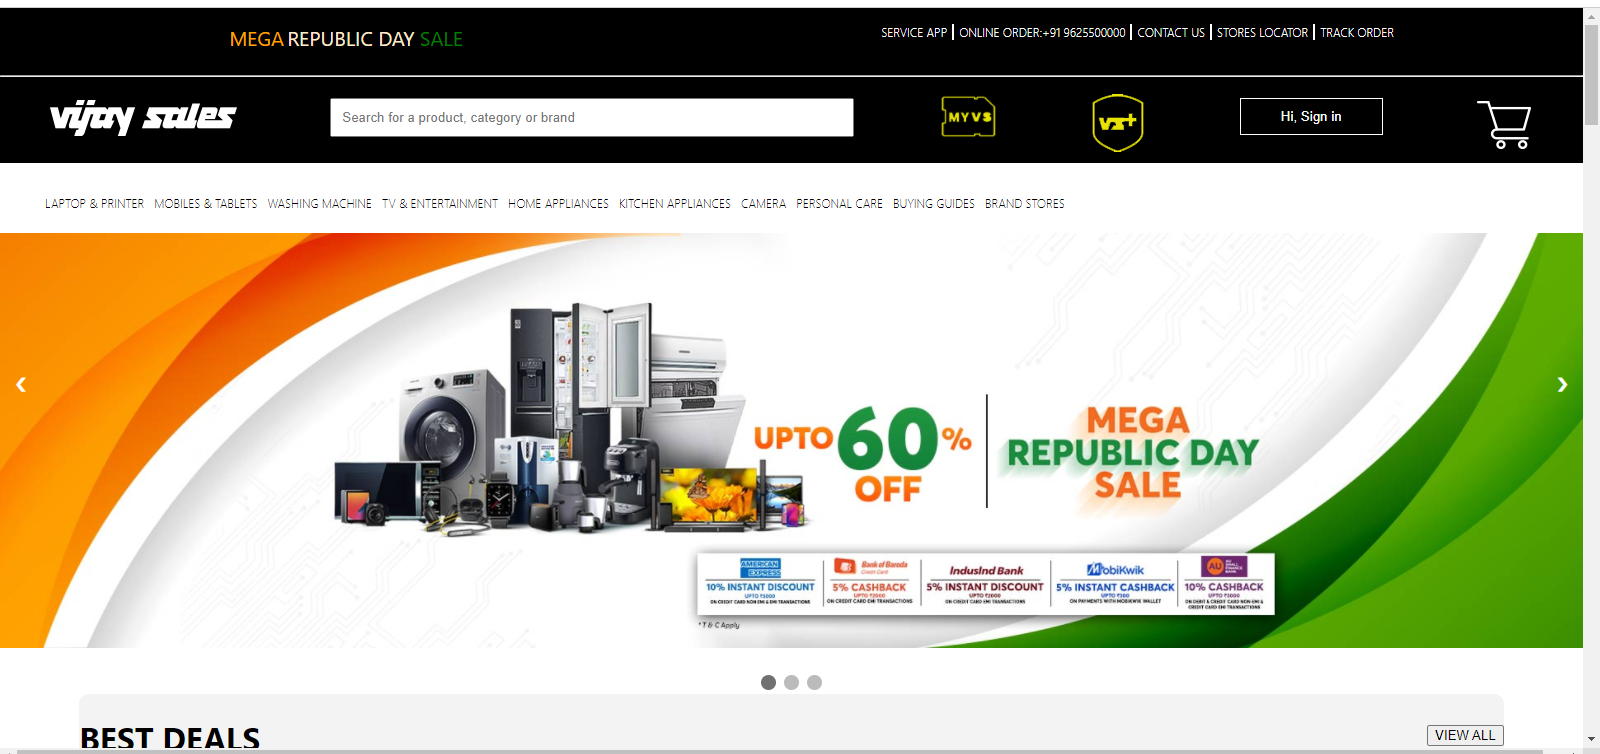 MEGA REPUBLIC DAY SALE
SERVICE APP
ONLINE ORDER:+91 9625500000
CONTACT US
STORES LOCATOR
TRACK ORDER
vijay sales
Search for a product, category or brand
MYVS
VS+
Hi, Sign in
LAPTOP & PRINTER
MOBILES & TABLETS
WASHING MACHINE
TV & ENTERTAINMENT
HOME APPLIANCES
KITCHEN APPLIANCES
CAMERA
PERSONAL CARE
BUYING GUIDES
BRAND STORES
UPTO 60% OFF
MEGA
REPUBLIC DAY
SALE
AMERICAN EXPRESS
10% INSTANT DISCOUNT
UPTO ₹3000
ON CREDIT CARD NON EMI & EMI TRANSACTIONS
Bank of Baroda
Credit Card
5% CASHBACK
UPTO ₹2000
ON CREDIT CARD EMI TRANSACTIONS
IndusInd Bank
5% INSTANT DISCOUNT
UPTO ₹2000
ON CREDIT CARD EMI TRANSACTIONS
MobiKwik
5% INSTANT CASHBACK
ON PAYMENTS WITH MOBIKWIK WALLET
AU
SMALL
FINANCE
BANK
10% CASHBACK
ON DEBIT & CREDIT CARD NON-EMI &
CREDIT CARD EMI TRANSACTIONS
*T & C Apply
BEST DEALS
VIEW ALL